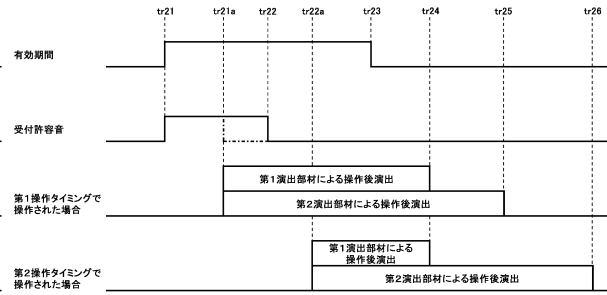 tr21 tr21a tr22 tr22a tr23 tr24 tr25 tr26
有効期間
受付許容音
第1演出部材による操作後演出
第1操作タイミングで
操作された場合
第2演出部材による操作後演出
第1演出部材による
操作後演出
第2操作タイミングで
操作された場合
第2演出部材による操作後演出